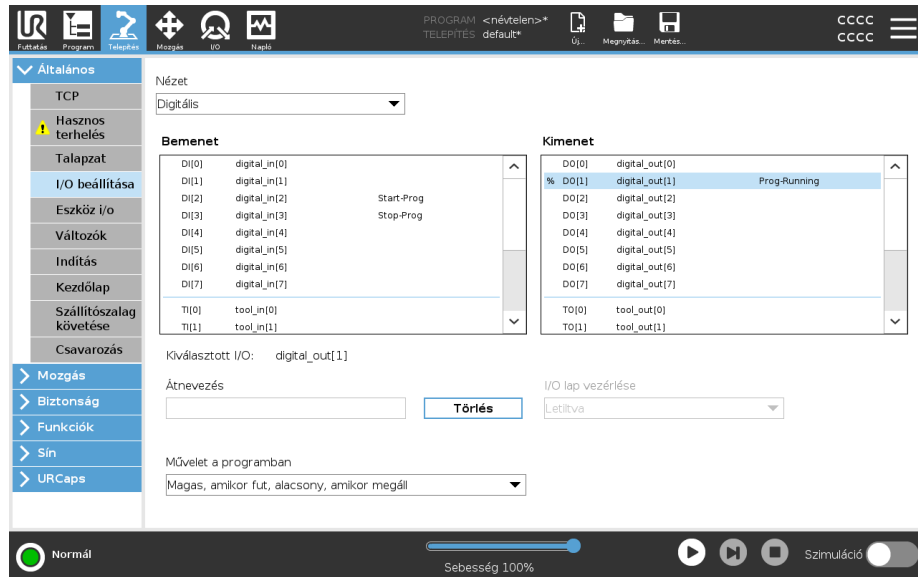 UR
PROGRAM <névtelen>*
TELEPÍTÉS default*
CCCC
CCCC
Futtatás Program Telepítés Mozgás I/O Napló
Új... Megnyitás... Mentés...
Általános
TCP
Hasznos
terhelés
Talapzat
I/O beállítása
Eszköz i/o
Változók
Indítás
Kezdőlap
Szállítószalag
követése
Csavarozás
Mozgás
Biztonság
Funkciók
Sín
URCaps
Nézet
Digitális
Bemenet
DI[0] digital_in[0]
DI[1] digital_in[1]
DI[2] digital_in[2] Start-Prog
DI[3] digital_in[3] Stop-Prog
DI[4] digital_in[4]
DI[5] digital_in[5]
DI[6] digital_in[6]
DI[7] digital_in[7]
TI[0] tool_in[0]
TI[1] tool_in[1]
Kimenet
DO[0] digital_out[0]
% DO[1] digital_out[1] Prog-Running
DO[2] digital_out[2]
DO[3] digital_out[3]
DO[4] digital_out[4]
DO[5] digital_out[5]
DO[6] digital_out[6]
DO[7] digital_out[7]
TO[0] tool_out[0]
TO[1] tool_out[1]
Kiválasztott I/O: digital_out[1]
Átnevezés
Törlés
I/O lap vezérlése
Letiltva
Művelet a programban
Magas, amikor fut, alacsony, amikor megáll
Normál
Sebesség 100%
Szimuláció